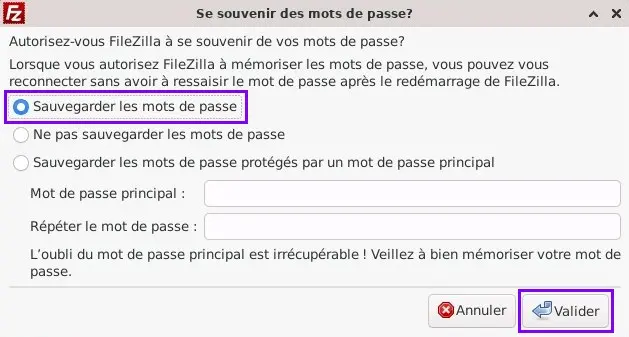 Fz
Se souvenir des mots de passe?
Autorisez-vous FileZilla à se souvenir de vos mots de passe?
Lorsque vous autorisez FileZilla à mémoriser les mots de passe, vous pouvez vous
reconnecter sans avoir à ressaisir le mot de passe après le redémarrage de FileZilla.
Sauvegarder les mots de passe
Ne pas sauvegarder les mots de passe
Sauvegarder les mots de passe protégés par un mot de passe principal
Mot de passe principal :
Répéter le mot de passe :
L’oubli du mot de passe principal est irrécupérable ! Veillez à bien mémoriser votre mot de
passe.
Annuler
Valider